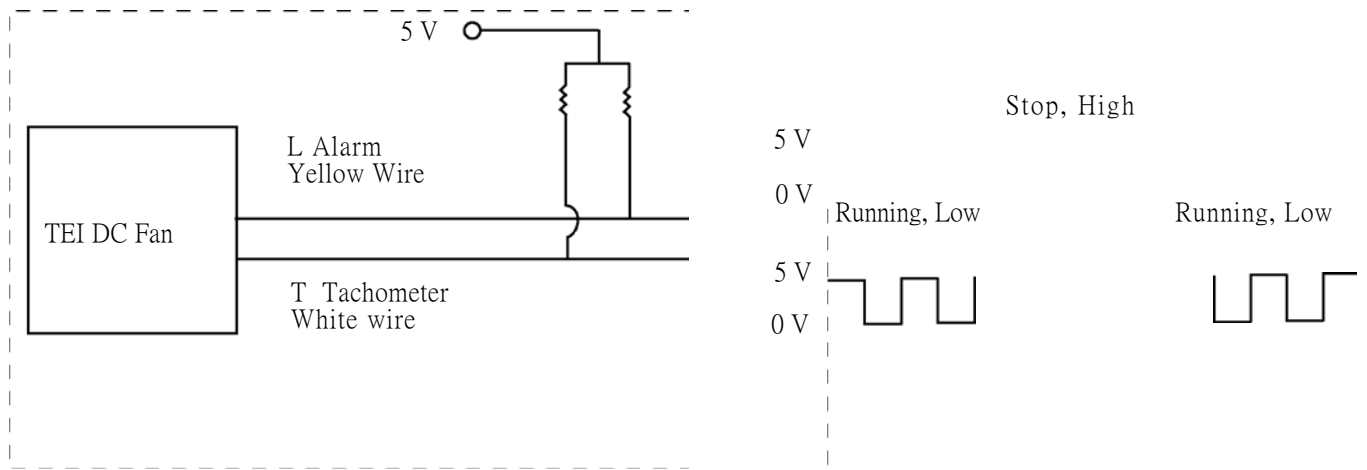 5 V
L Alarm
Yellow Wire
TEI DC Fan
T Tachometer
White wire
Stop, High
5 V
0 V
Running, Low
Running, Low
5 V
0 V